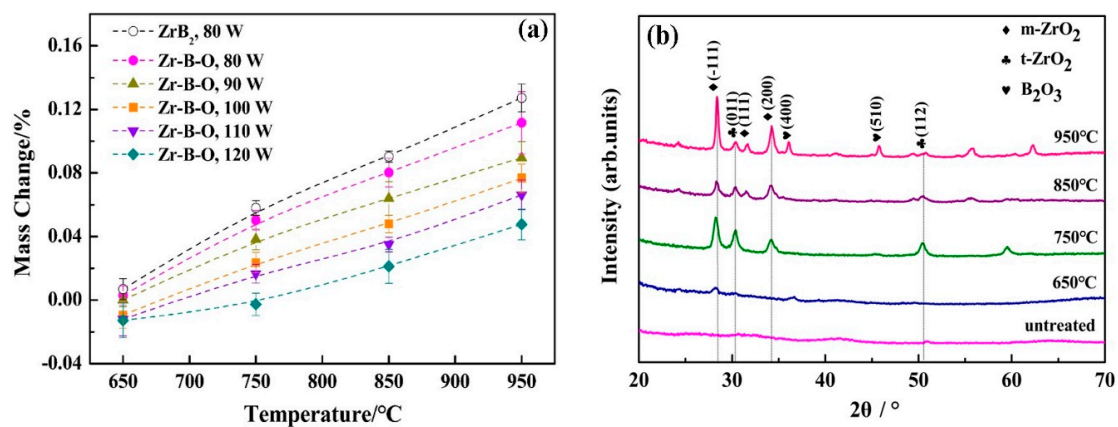 (a)
ZrB₂, 80 W
Zr-B-O, 80 W
Zr-B-O, 90 W
Zr-B-O, 100 W
Zr-B-O, 110 W
Zr-B-O, 120 W
0.16
0.12
0.08
0.04
0.00
-0.04
Mass Change/%
650 700 750 800 850 900 950
Temperature/°C
(b)
♦ m-ZrO₂
♣ t-ZrO₂
♥ B₂O₃
♦(-111)
♣(011)
♦(111)
♦(200)
♥(400)
♥(510)
♣(112)
950°C
850°C
750°C
650°C
untreated
Intensity (arb.units)
20 30 40 50 60 70
2θ / °